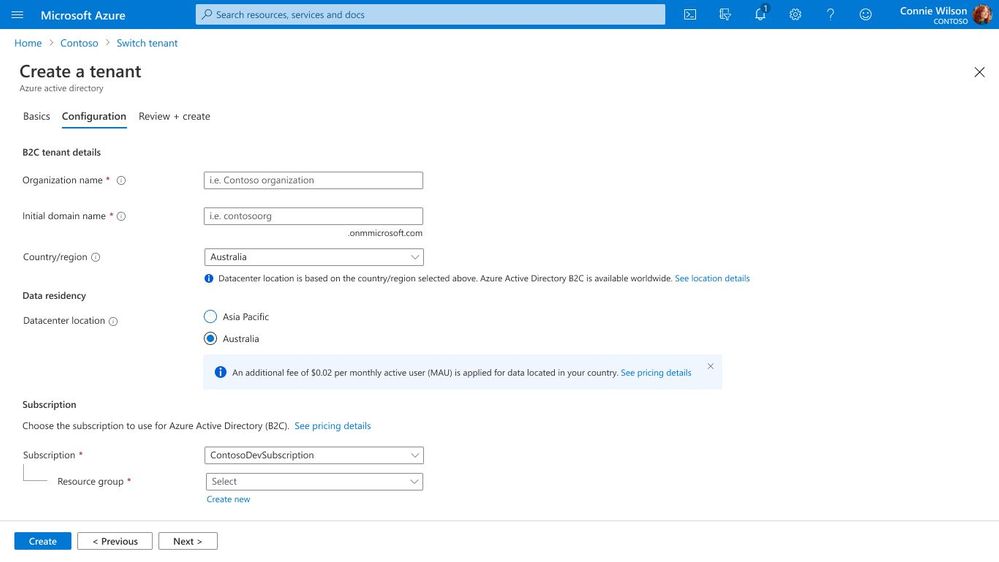 Microsoft Azure
Search resources, services and docs
1
Connie Wilson
CONTOSO
Home > Contoso > Switch tenant
Create a tenant
Azure active directory
Basics Configuration Review + create
B2C tenant details
Organization name *
i.e. Contoso organization
Initial domain name *
i.e. contosoorg
.onmmicrosoft.com
Country/region
Australia
Datacenter location is based on the country/region selected above. Azure Active Directory B2C is available worldwide. See location details
Data residency
Datacenter location
Asia Pacific
Australia
An additional fee of $0.02 per monthly active user (MAU) is applied for data located in your country. See pricing details
Subscription
Choose the subscription to use for Azure Active Directory (B2C). See pricing details
Subscription *
ContosoDevSubscription
Resource group *
Select
Create new
Create < Previous Next >